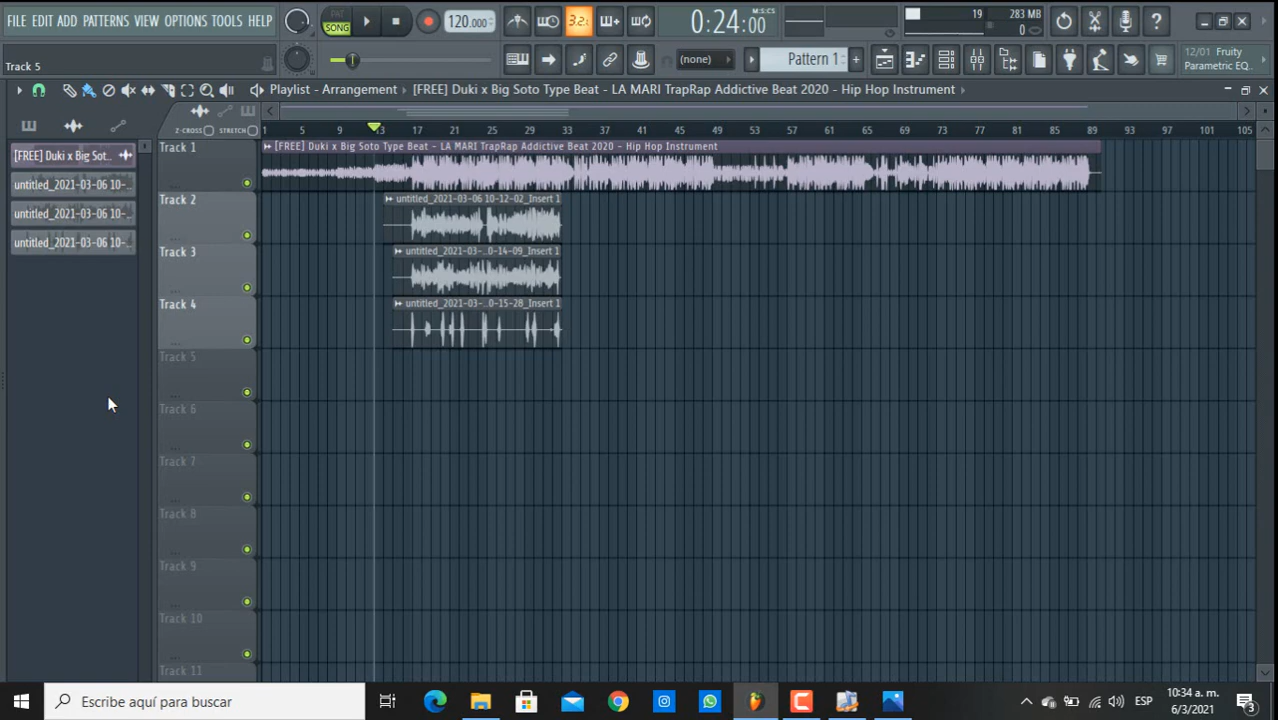 FILE EDIT ADD PATTERNS VIEW OPTIONS TOOLS HELP
PAT
SONG
120.000
3.2.
0:24:00
M:S:CS
19
283 MB
0
Track 5
(none)
Pattern 1
12/01 Fruity
Parametric EQ..
Playlist - Arrangement
[FREE] Duki x Big Soto Type Beat - LA MARI TrapRap Addictive Beat 2020 - Hip Hop Instrument
Z-CROSS
STRETCH
1 5 9 13 17 21 25 29 33 37 41 45 49 53 57 61 65 69 73 77 81 85 89 93 97 101 105
[FREE] Duki x Big Sot..
untitled_2021-03-06 10-..
untitled_2021-03-06 10-..
untitled_2021-03-06 10-..
Track 1
[FREE] Duki x Big Soto Type Beat - LA MARI TrapRap Addictive Beat 2020 - Hip Hop Instrument
Track 2
untitled_2021-03-06 10-12-02_Insert 1
Track 3
untitled_2021-03-...0-14-09_Insert 1
Track 4
untitled_2021-03-...0-15-28_Insert 1
Track 5
Track 6
Track 7
Track 8
Track 9
Track 10
Track 11
Escribe aquí para buscar
ESP
10:34 a. m.
6/3/2021
3